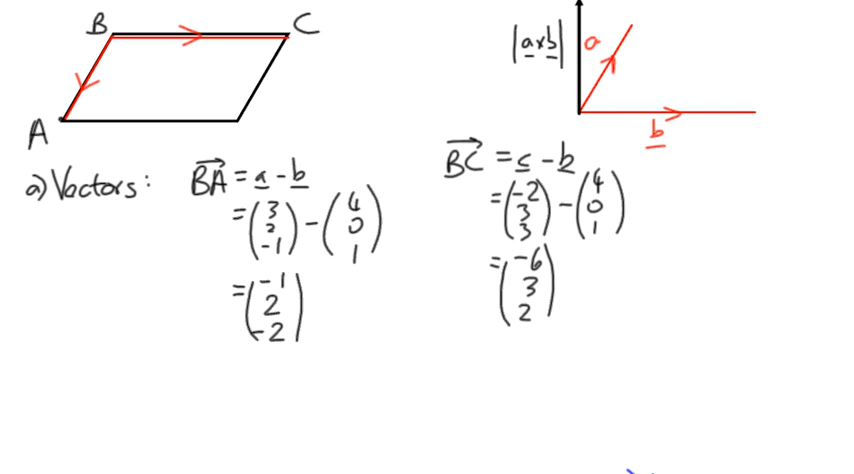 B C
A
|a×b| a
b
a) Vectors: BA = a - b
= (3 2 -1) - (4 0 1)
= (-1 2 -2)
BC = c - b
= (-2 3 3) - (4 0 1)
= (-6 3 2)